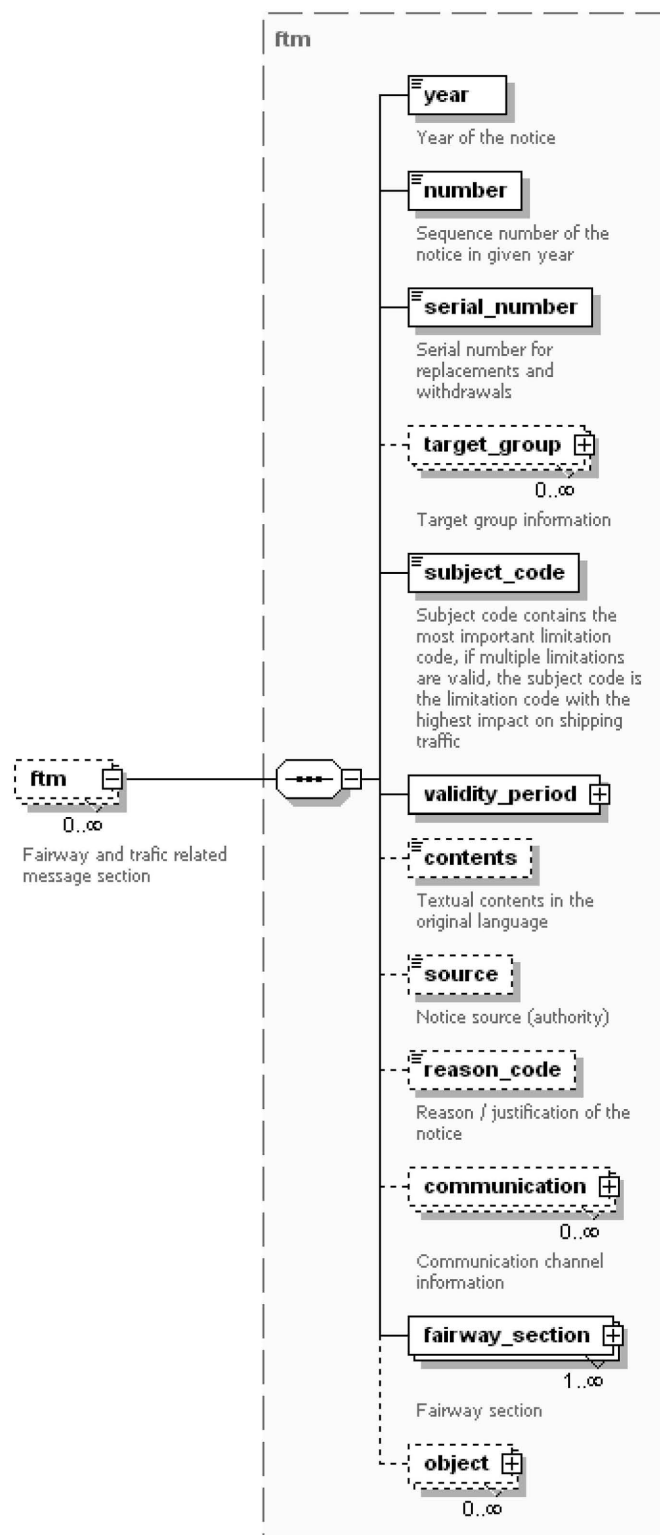 ftm
year
Year of the notice
number
Sequence number of the
notice in given year
serial_number
Serial number for
replacements and
withdrawals
target_group
0..∞
Target group information
subject_code
Subject code contains the
most important limitation
code, if multiple limitations
are valid, the subject code is
the limitation code with the
highest impact on shipping
traffic
ftm
0..∞
Fairway and trafic related
message section
validity_period
contents
Textual contents in the
original language
source
Notice source (authority)
reason_code
Reason / justification of the
notice
communication
0..∞
Communication channel
information
fairway_section
1..∞
Fairway section
object
0..∞